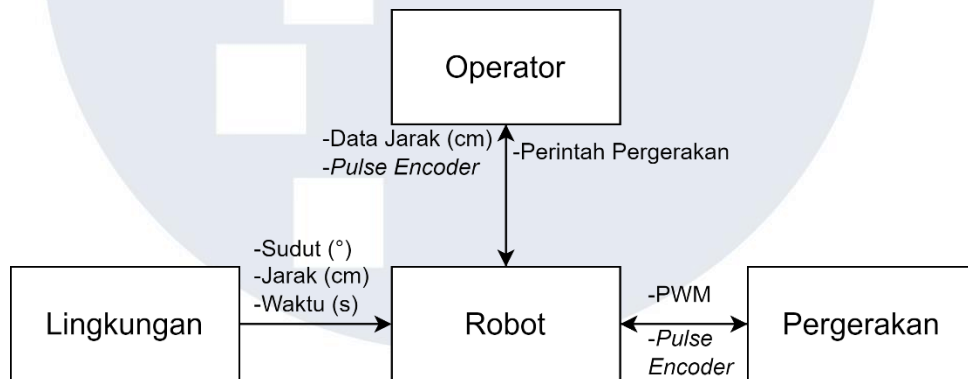 Operator
-Data Jarak (cm)
-Pulse Encoder
-Perintah Pergerakan
-Sudut (°)
-Jarak (cm)
-Waktu (s)
Lingkungan
Robot
-PWM
-Pulse
Encoder
Pergerakan